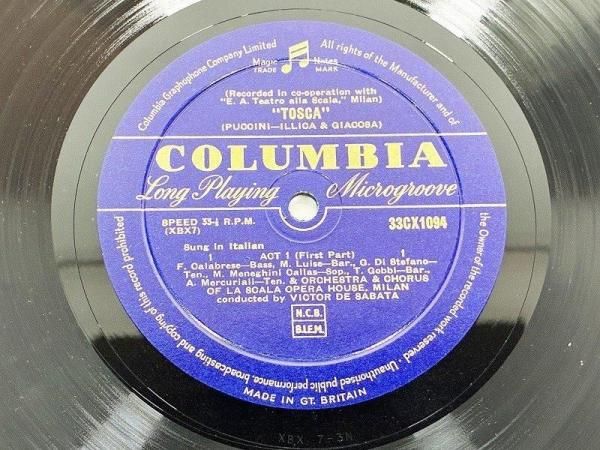 Columbia Graphophone Company Limited
All rights of the Manufacturer and of
the Owner of the recorded work reserved · Unauthorised public performance, broadcasting and copying of this record prohibited
Magic Notes
TRADE MARK
(Recorded in co-operation with
"E. A. Teatro alla Scala," Milan)
"TOSCA"
(PUCCINI—ILLICA & GIACOSA)
COLUMBIA
Long Playing Microgroove
SPEED 33-⅓ R.P.M.
(XBX7)
33CX1094
Sung in Italian
1 ACT 1 (First Part) 1
F. Calabrese—Bass, M. Luise—Bar., G. Di Stefano—
Ten., M. Meneghini Callas—Sop., T. Gobbi—Bar.,
A. Mercuriali—Ten. & ORCHESTRA & CHORUS
OF LA SCALA OPERA HOUSE, MILAN
conducted by VICTOR DE SABATA
N.C.B.
B.I.E.M.
MADE IN GT. BRITAIN
XBX. 7-3N